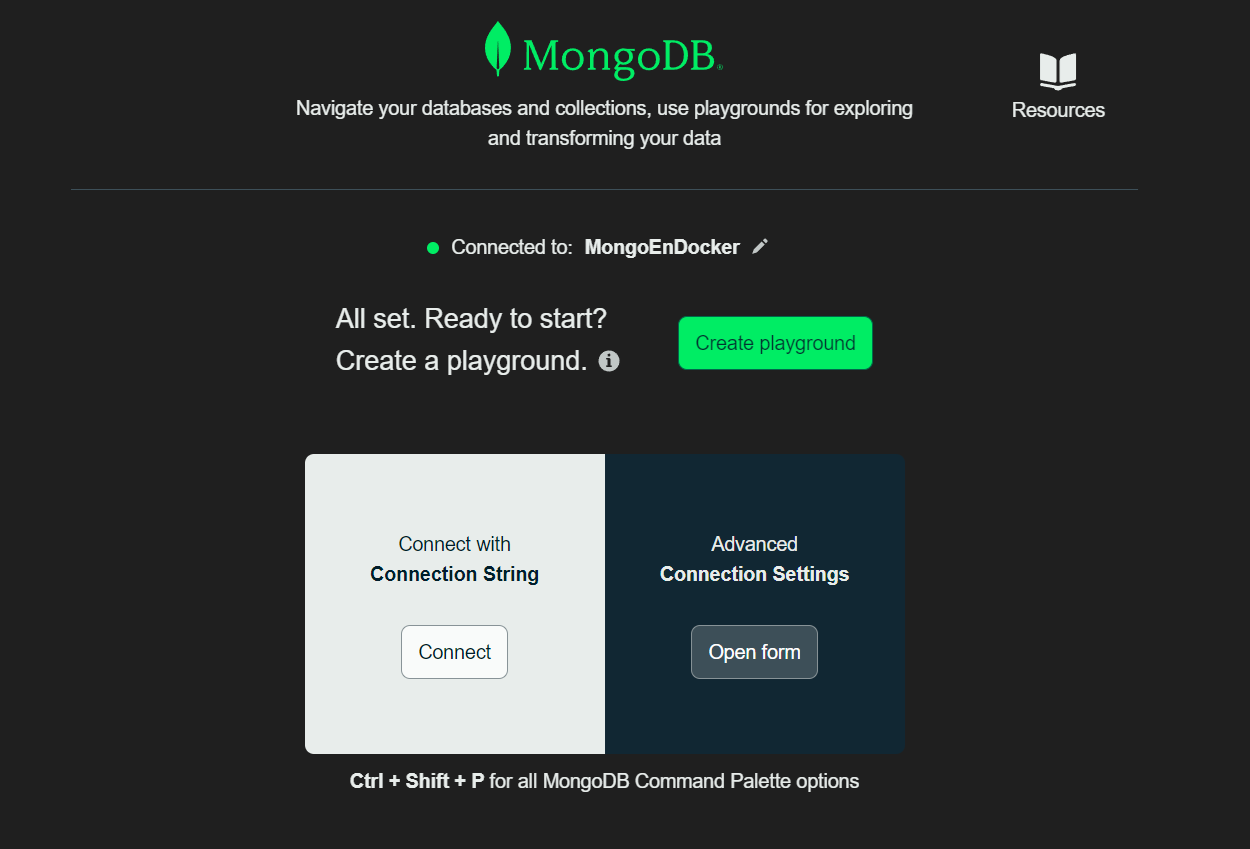 MongoDB®
Resources
Navigate your databases and collections, use playgrounds for exploring
and transforming your data
Connected to: MongoEnDocker
All set. Ready to start?
Create a playground.
Create playground
Connect with
Connection String
Connect
Advanced
Connection Settings
Open form
Ctrl + Shift + P for all MongoDB Command Palette options